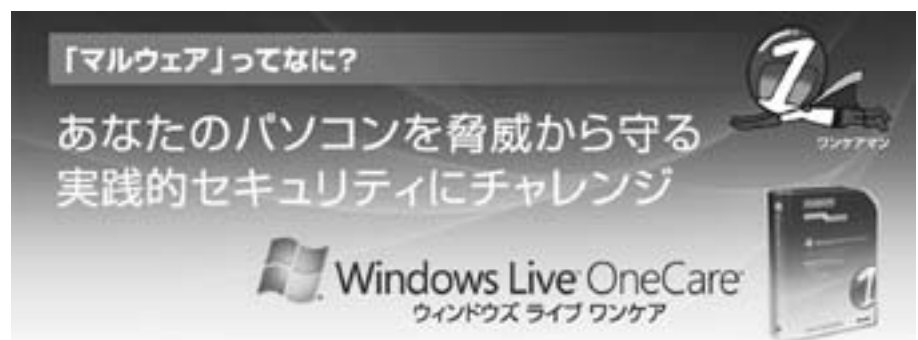 「マルウェア」ってなに?
あなたのパソコンを脅威から守る
実践的セキュリティにチャレンジ
1
ワンケアマン
Windows Live OneCare
ウィンドウズ ライブ ワンケア
1